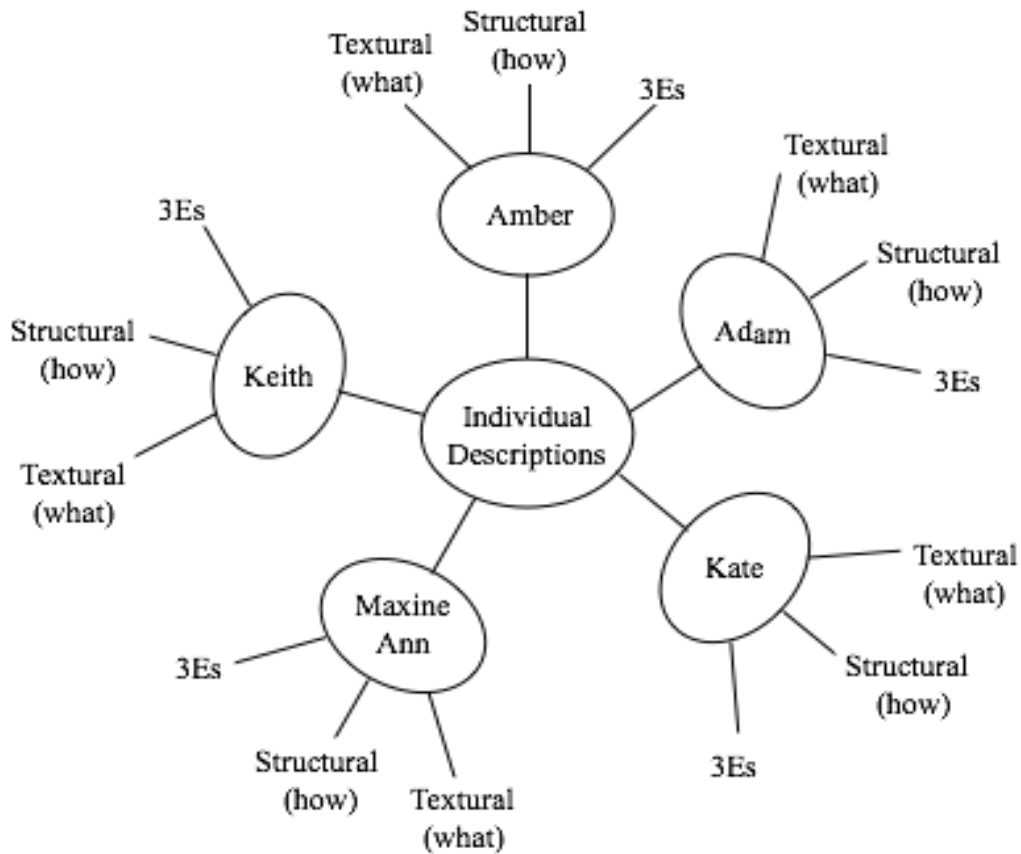 Structural
(how)
Textural
(what)
3Es
Amber
Textural
(what)
Structural
(how)
3Es
Adam
3Es
Structural
(how)
Textural
(what)
Keith
Individual
Descriptions
Kate
Textural
(what)
Structural
(how)
3Es
Maxine
Ann
3Es
Structural
(how)
Textural
(what)